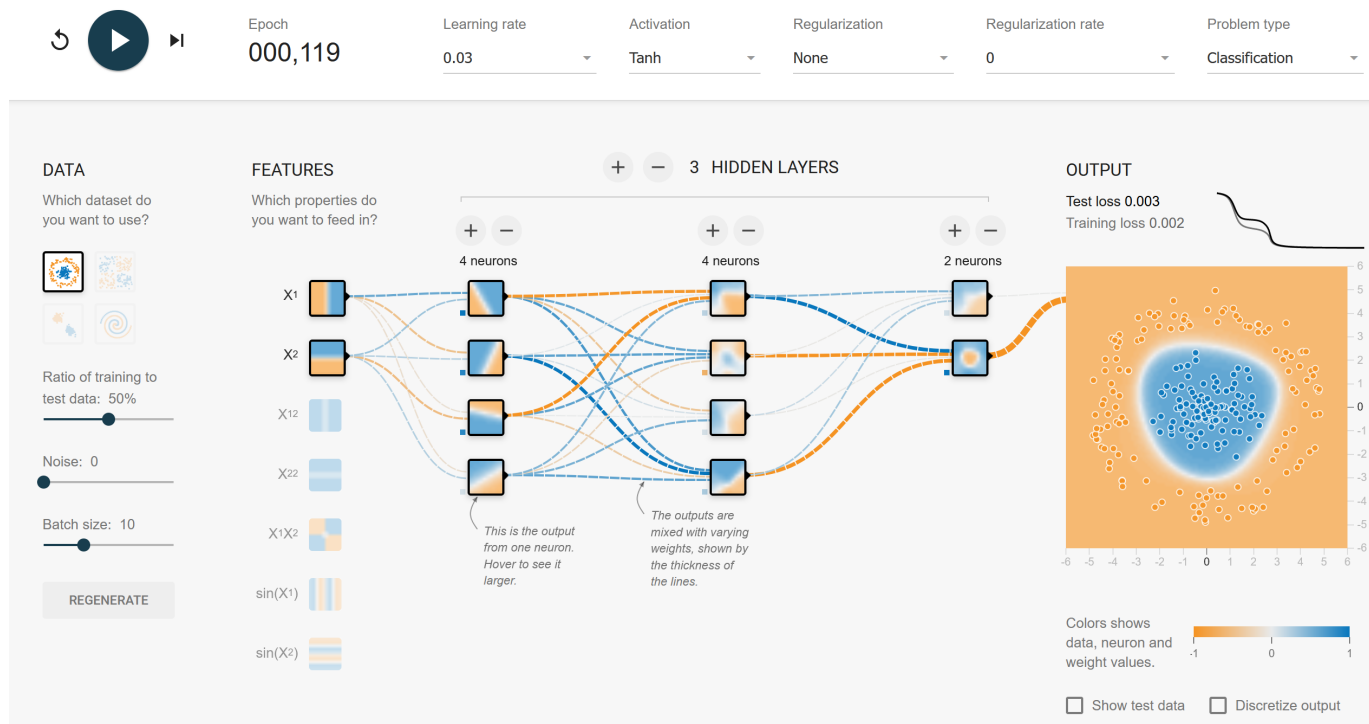 Epoch
000,119
Learning rate
0.03
Activation
Tanh
Regularization
None
Regularization rate
0
Problem type
Classification
DATA
Which dataset do
you want to use?
Ratio of training to
test data: 50%
Noise: 0
Batch size: 10
REGENERATE
FEATURES
Which properties do
you want to feed in?
X1
X2
X12
X22
X1X2
sin(X1)
sin(X2)
+ − 3 HIDDEN LAYERS
+ −
4 neurons
+ −
4 neurons
+ −
2 neurons
This is the output
from one neuron.
Hover to see it
larger.
The outputs are
mixed with varying
weights, shown by
the thickness of
the lines.
OUTPUT
Test loss 0.003
Training loss 0.002
6
5
4
3
2
1
0
-1
-2
-3
-4
-5
-6
-6 -5 -4 -3 -2 -1 0 1 2 3 4 5 6
Colors shows
data, neuron and
weight values.
-1 0 1
Show test data
Discretize output